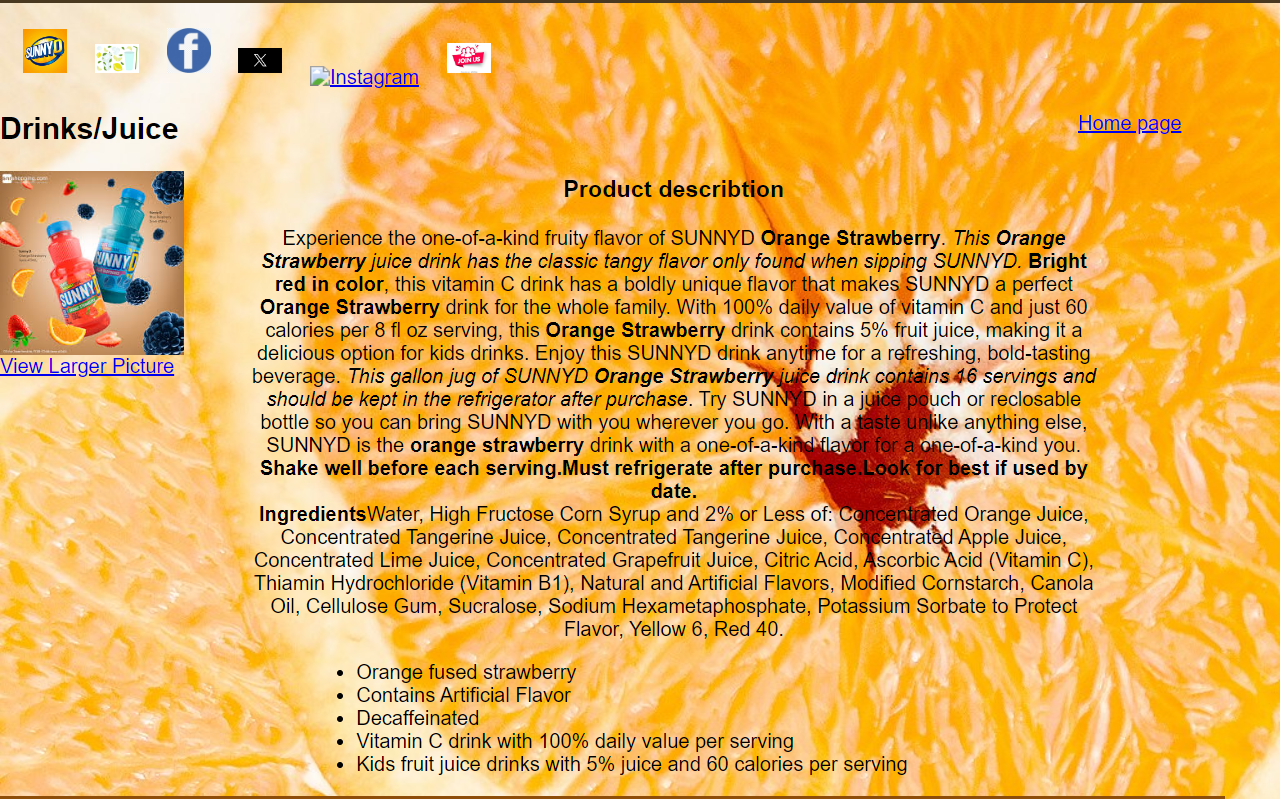 SUNNYD
JOIN US
Instagram
Drinks/Juice
Home page
SUNNYD
SUNNYD
View Larger Picture
Product describtion
Experience the one-of-a-kind fruity flavor of SUNNYD Orange Strawberry. This Orange
Strawberry juice drink has the classic tangy flavor only found when sipping SUNNYD. Bright
red in color, this vitamin C drink has a boldly unique flavor that makes SUNNYD a perfect
Orange Strawberry drink for the whole family. With 100% daily value of vitamin C and just 60
calories per 8 fl oz serving, this Orange Strawberry drink contains 5% fruit juice, making it a
delicious option for kids drinks. Enjoy this SUNNYD drink anytime for a refreshing, bold-tasting
beverage. This gallon jug of SUNNYD Orange Strawberry juice drink contains 16 servings and
should be kept in the refrigerator after purchase. Try SUNNYD in a juice pouch or reclosable
bottle so you can bring SUNNYD with you wherever you go. With a taste unlike anything else,
SUNNYD is the orange strawberry drink with a one-of-a-kind flavor for a one-of-a-kind you.
Shake well before each serving.Must refrigerate after purchase.Look for best if used by
date.
IngredientsWater, High Fructose Corn Syrup and 2% or Less of: Concentrated Orange Juice,
Concentrated Tangerine Juice, Concentrated Tangerine Juice, Concentrated Apple Juice,
Concentrated Lime Juice, Concentrated Grapefruit Juice, Citric Acid, Ascorbic Acid (Vitamin C),
Thiamin Hydrochloride (Vitamin B1), Natural and Artificial Flavors, Modified Cornstarch, Canola
Oil, Cellulose Gum, Sucralose, Sodium Hexametaphosphate, Potassium Sorbate to Protect
Flavor, Yellow 6, Red 40.
• Orange fused strawberry
• Contains Artificial Flavor
• Decaffeinated
• Vitamin C drink with 100% daily value per serving
• Kids fruit juice drinks with 5% juice and 60 calories per serving